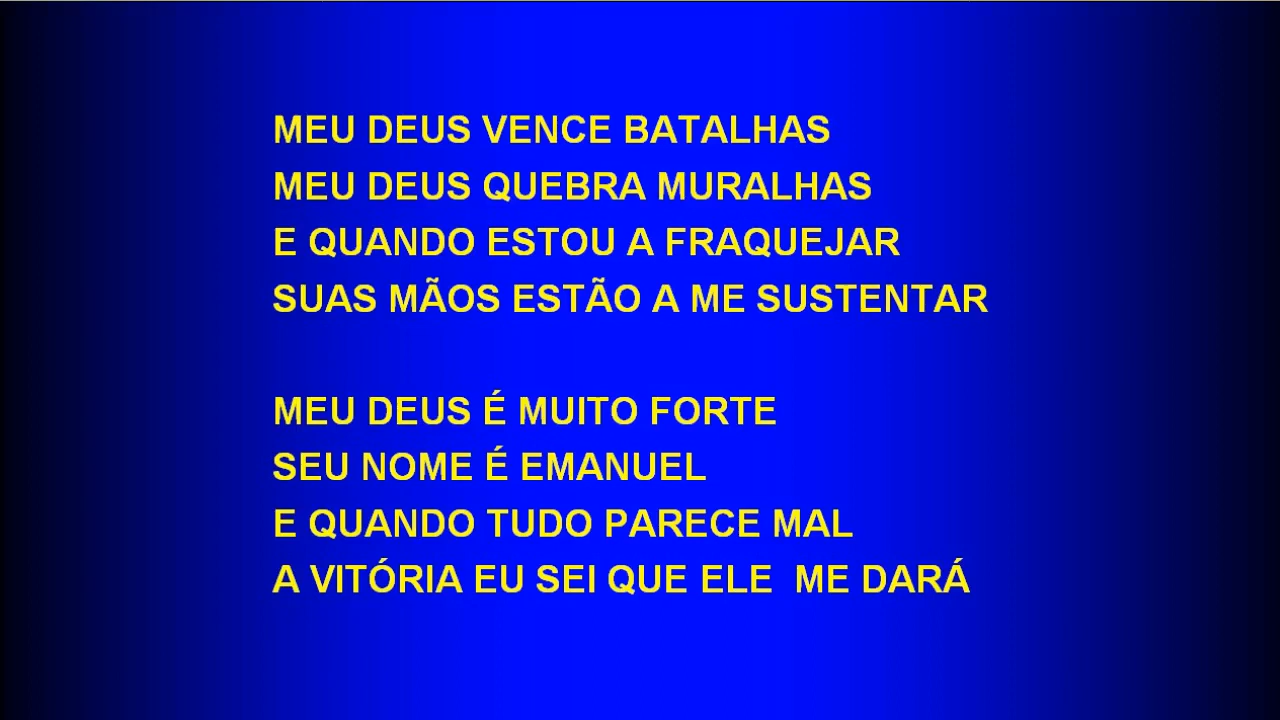 MEU DEUS VENCE BATALHAS
MEU DEUS QUEBRA MURALHAS
E QUANDO ESTOU A FRAQUEJAR
SUAS MÃOS ESTÃO A ME SUSTENTAR
MEU DEUS É MUITO FORTE
SEU NOME É EMANUEL
E QUANDO TUDO PARECE MAL
A VITÓRIA EU SEI QUE ELE  ME DARÁ